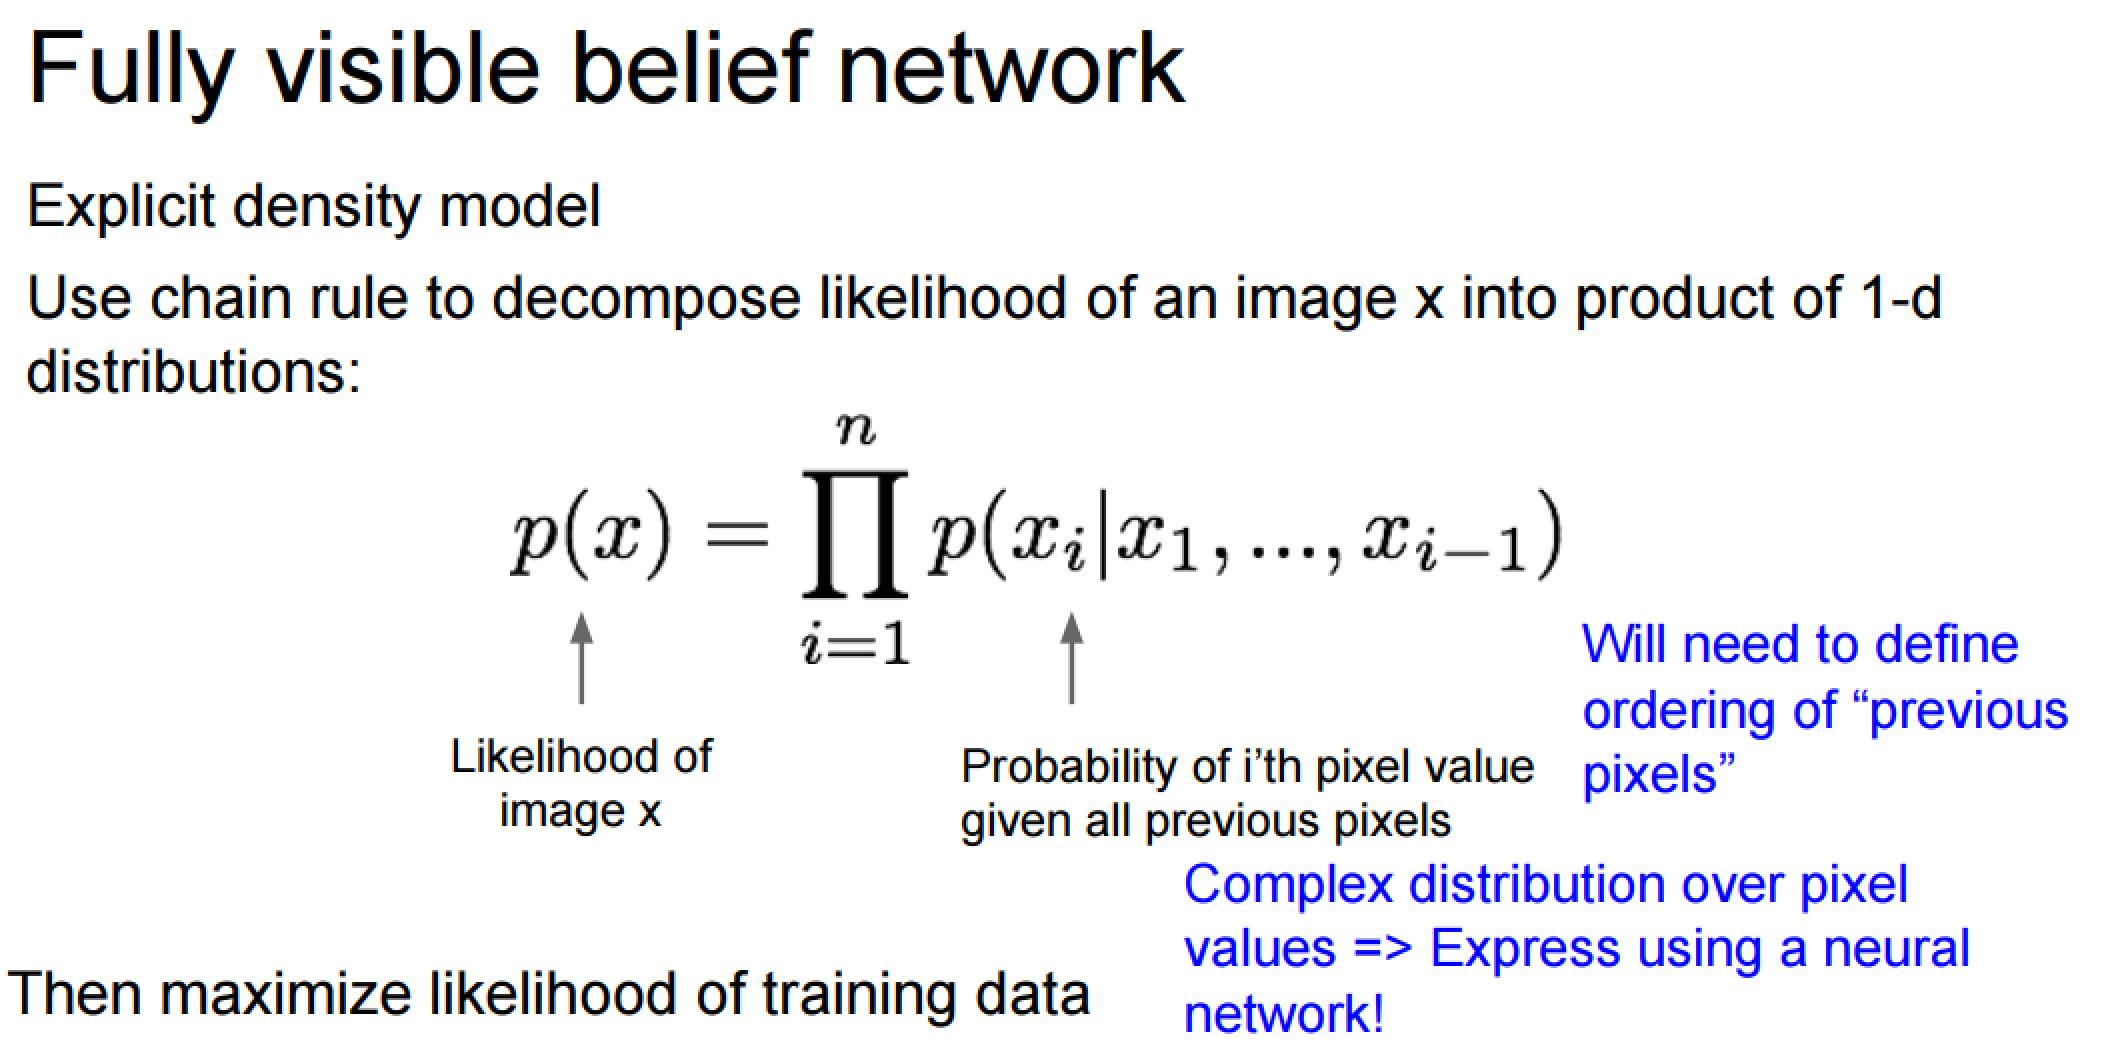 Fully visible belief network
Explicit density model
Use chain rule to decompose likelihood of an image x into product of 1-d
distributions:
p(x) = ∏_{i=1}^{n} p(x_i|x_1, ..., x_{i−1})
Likelihood of
image x
Probability of i’th pixel value
given all previous pixels
Will need to define
ordering of “previous
pixels”
Complex distribution over pixel
values => Express using a neural
network!
Then maximize likelihood of training data